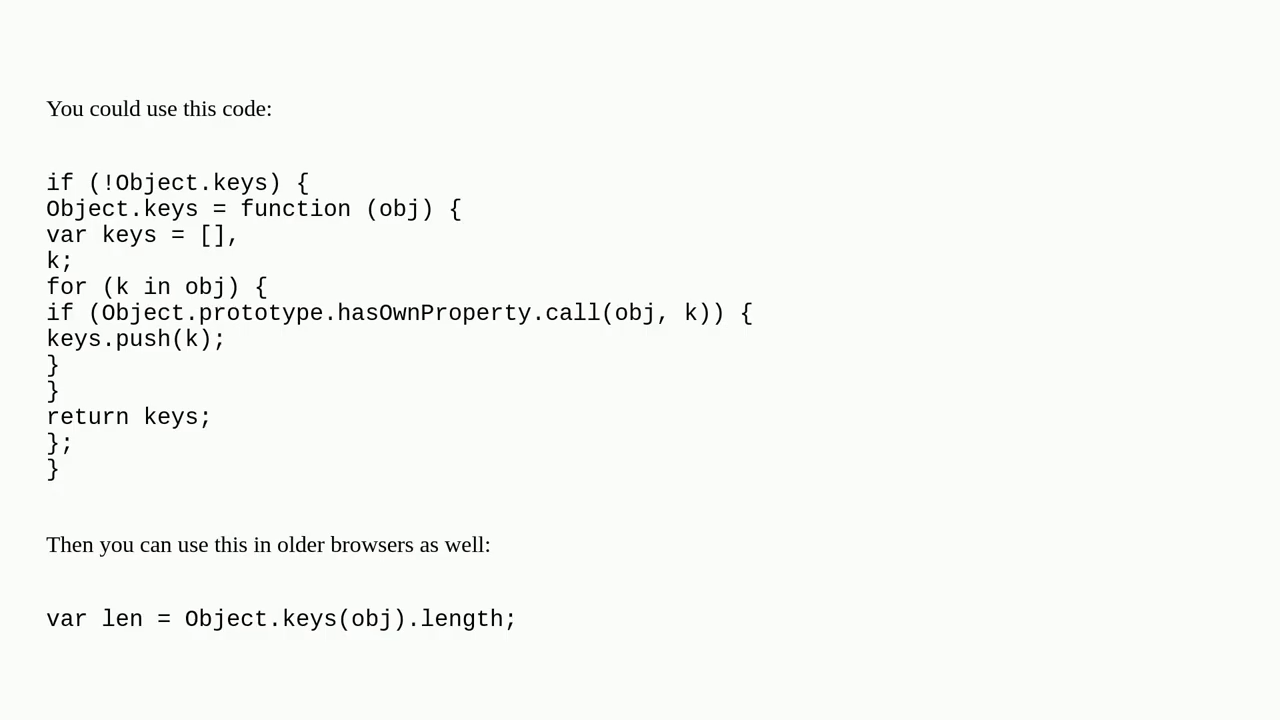 You could use this code:
if (!Object.keys) {
Object.keys = function (obj) {
var keys = [],
k;
for (k in obj) {
if (Object.prototype.hasOwnProperty.call(obj, k)) {
keys.push(k);
}
}
return keys;
};
}
Then you can use this in older browsers as well:
var len = Object.keys(obj).length;